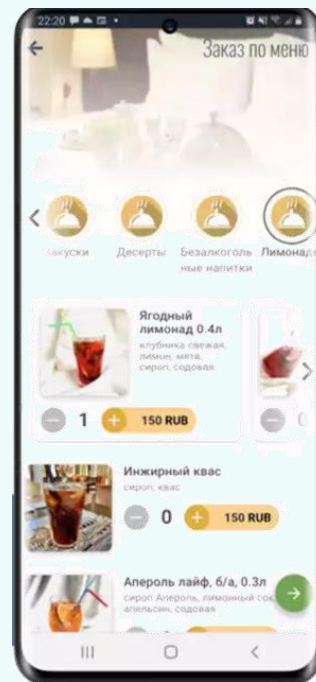 22:20
Заказ по меню
Закуски
Десерты
Безалкоголь
ные напитки
Лимонад
Ягодный
лимонад 0.4л
клубника свежая,
лимон, мята,
сироп, содовая
1
150 RUB
0
Инжирный квас
сироп, квас
0
150 RUB
Апероль лайф, б/а, 0.3л
сироп Апероль, лимонный сок,
апельсин, содовая